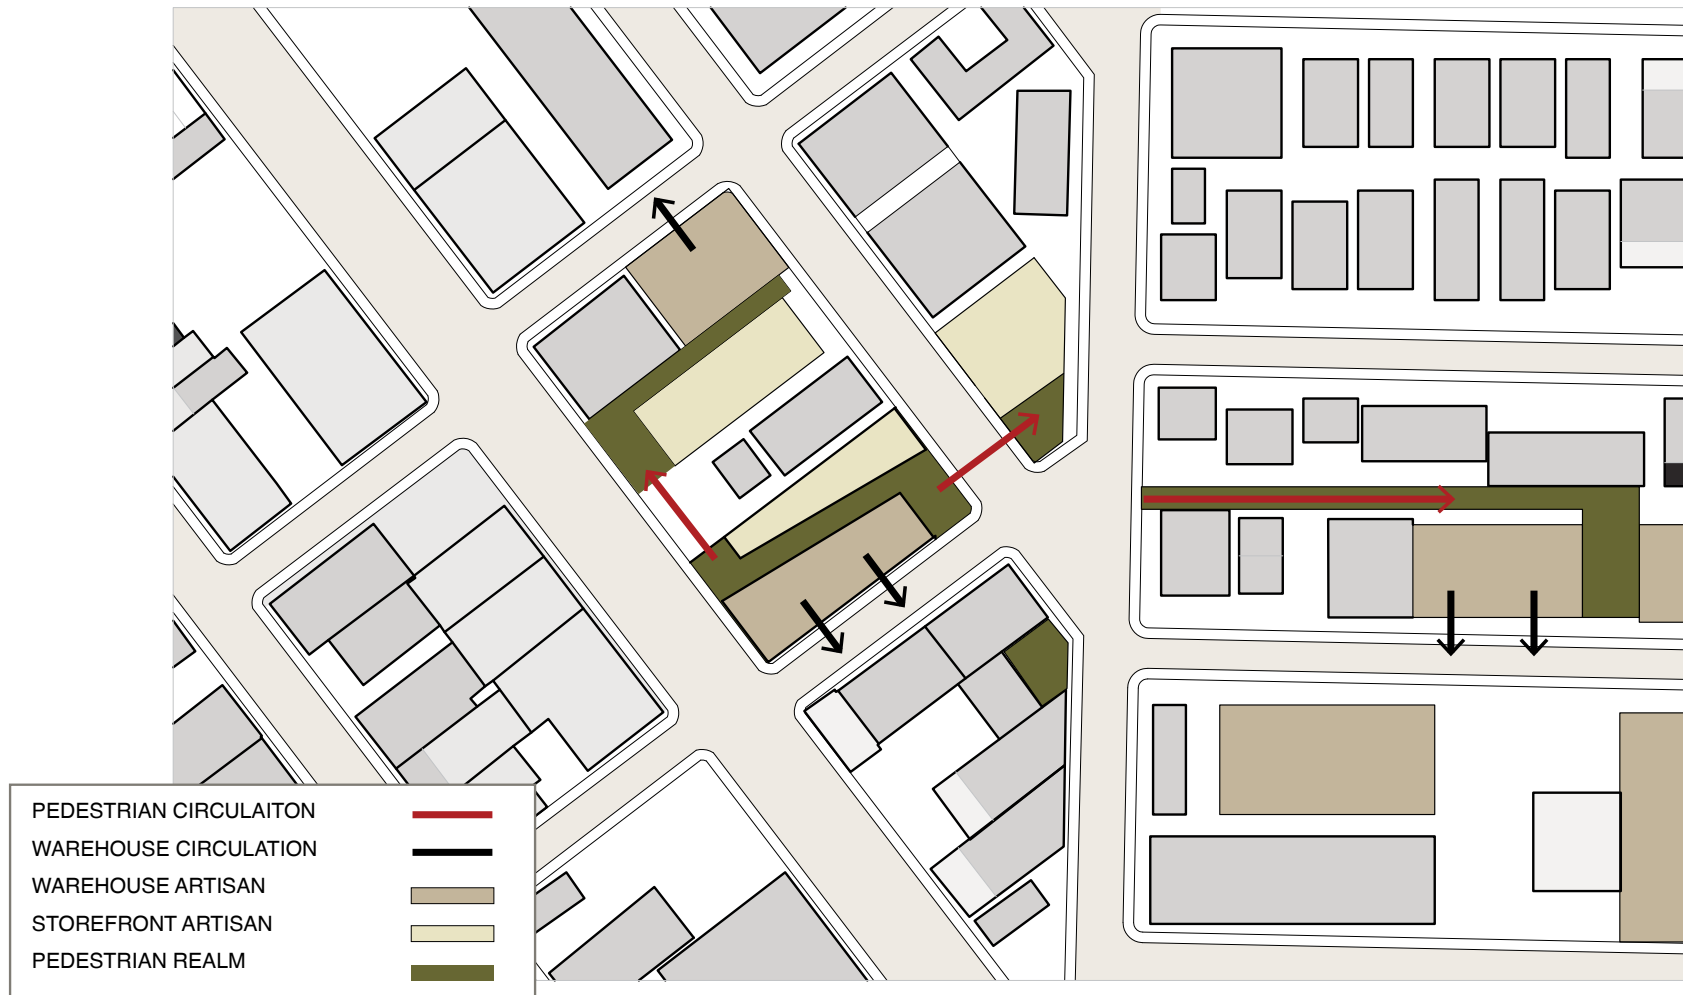 PEDESTRIAN CIRCULAITON
WAREHOUSE CIRCULATION
WAREHOUSE ARTISAN
STOREFRONT ARTISAN
PEDESTRIAN REALM